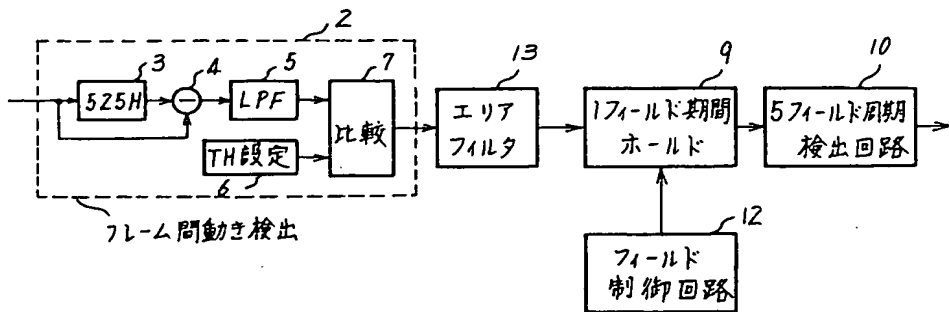 2
3
4
5
7
13
9
10
525H
LPF
比較
TH設定
6
エリア
フィルタ
1フィールド期間
ホールド
5フィールド周期
検出回路
フレーム間動き検出
12
フィールド
制御回路